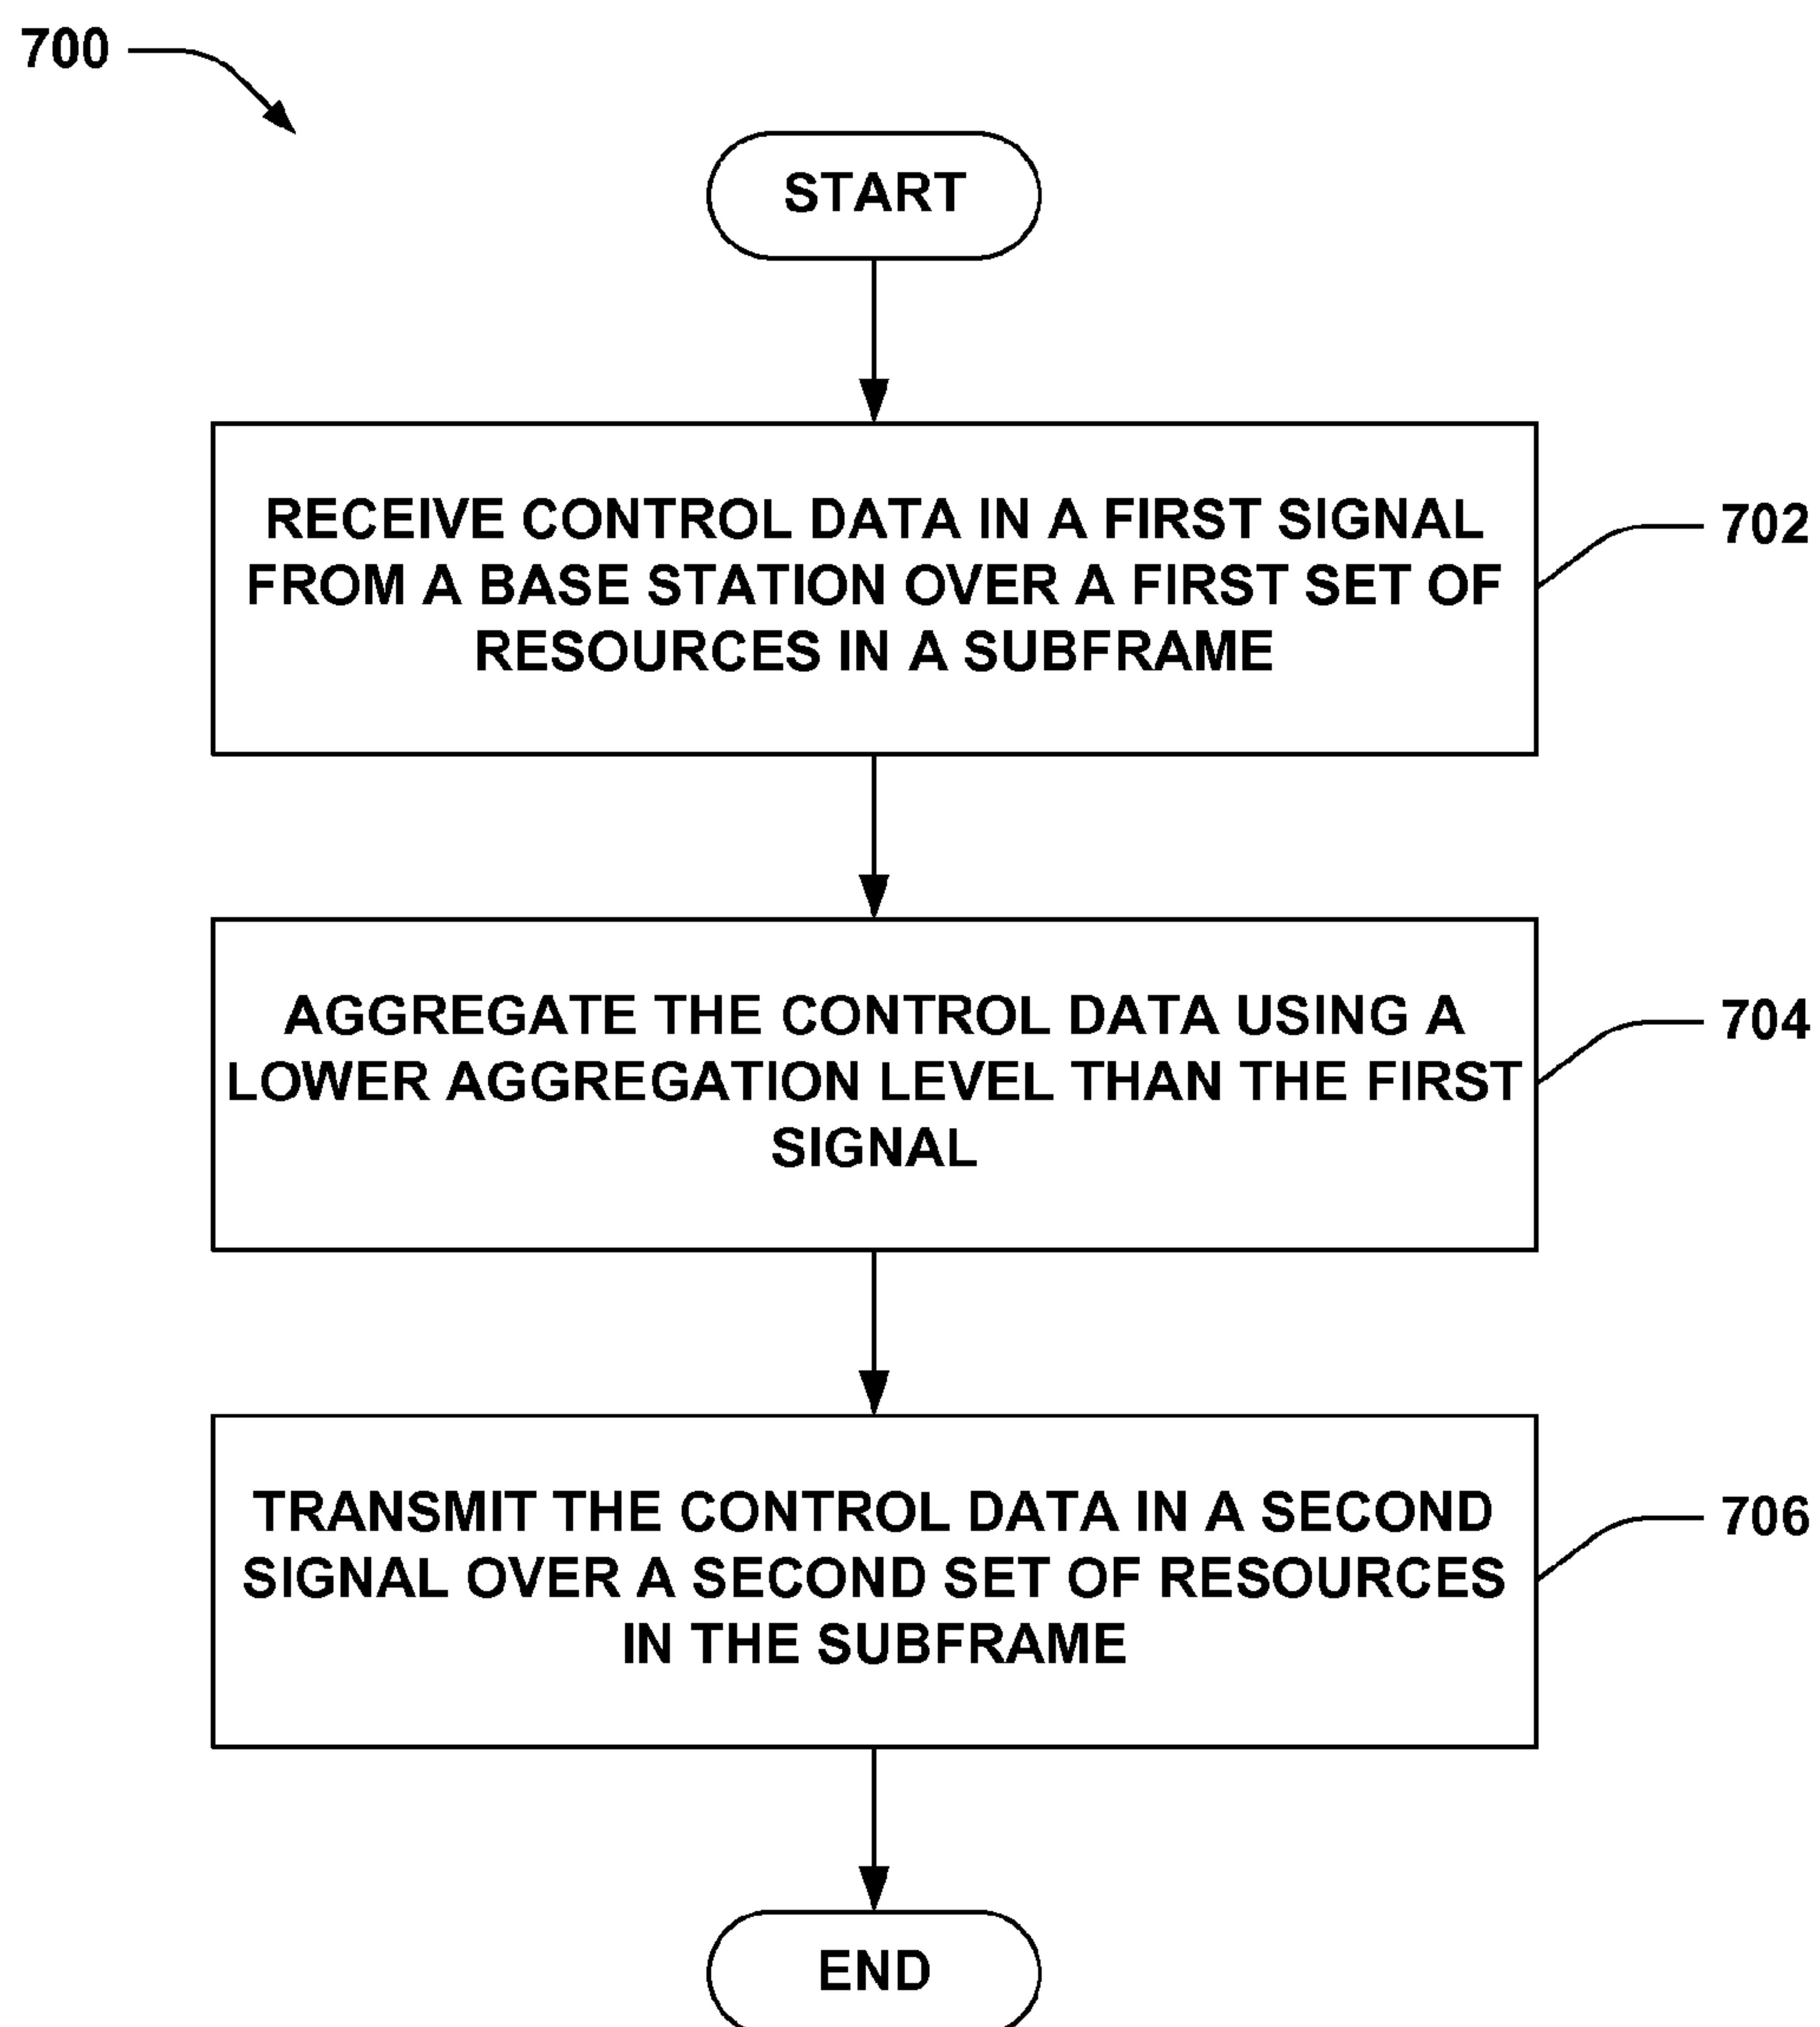 700
START
RECEIVE CONTROL DATA IN A FIRST SIGNAL
FROM A BASE STATION OVER A FIRST SET OF
RESOURCES IN A SUBFRAME
702
AGGREGATE THE CONTROL DATA USING A
LOWER AGGREGATION LEVEL THAN THE FIRST
SIGNAL
704
TRANSMIT THE CONTROL DATA IN A SECOND
SIGNAL OVER A SECOND SET OF RESOURCES
IN THE SUBFRAME
706
END